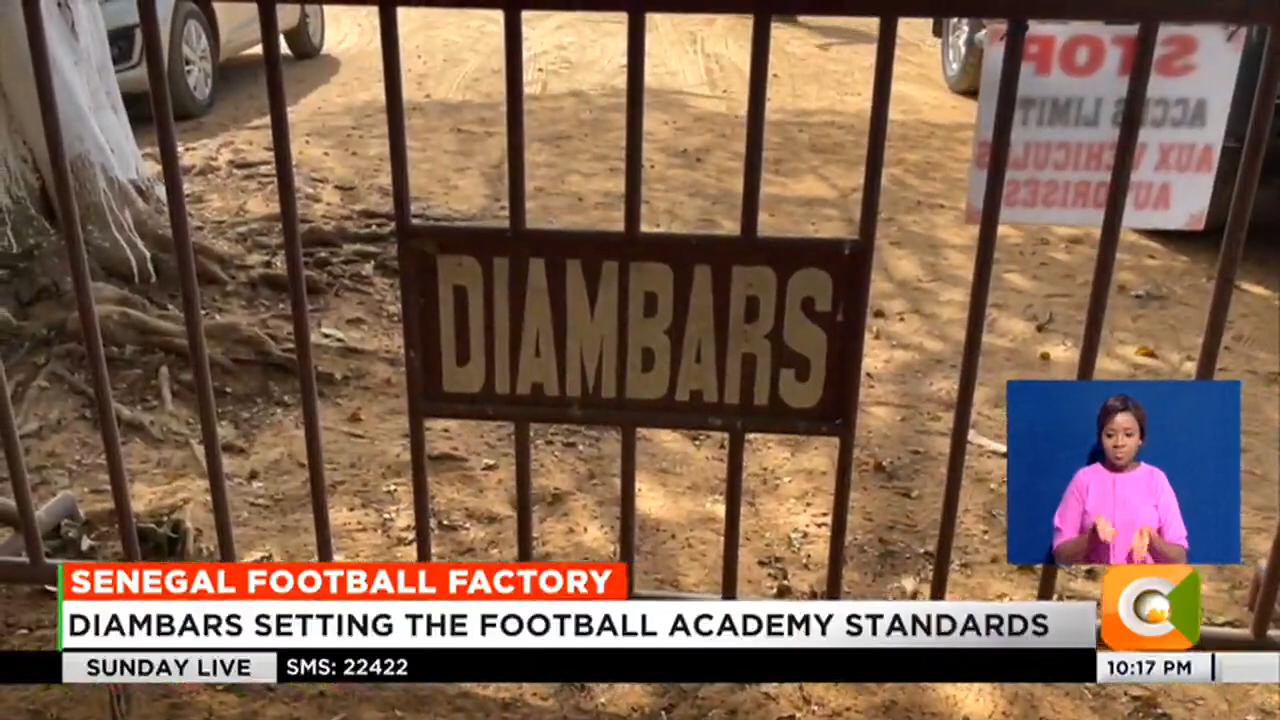 STOP
ACCES LIMITE
AUX VEHICULES
AUTORISES
DIAMBARS
SENEGAL FOOTBALL FACTORY
DIAMBARS SETTING THE FOOTBALL ACADEMY STANDARDS
SUNDAY LIVE SMS: 22422
10:17 PM